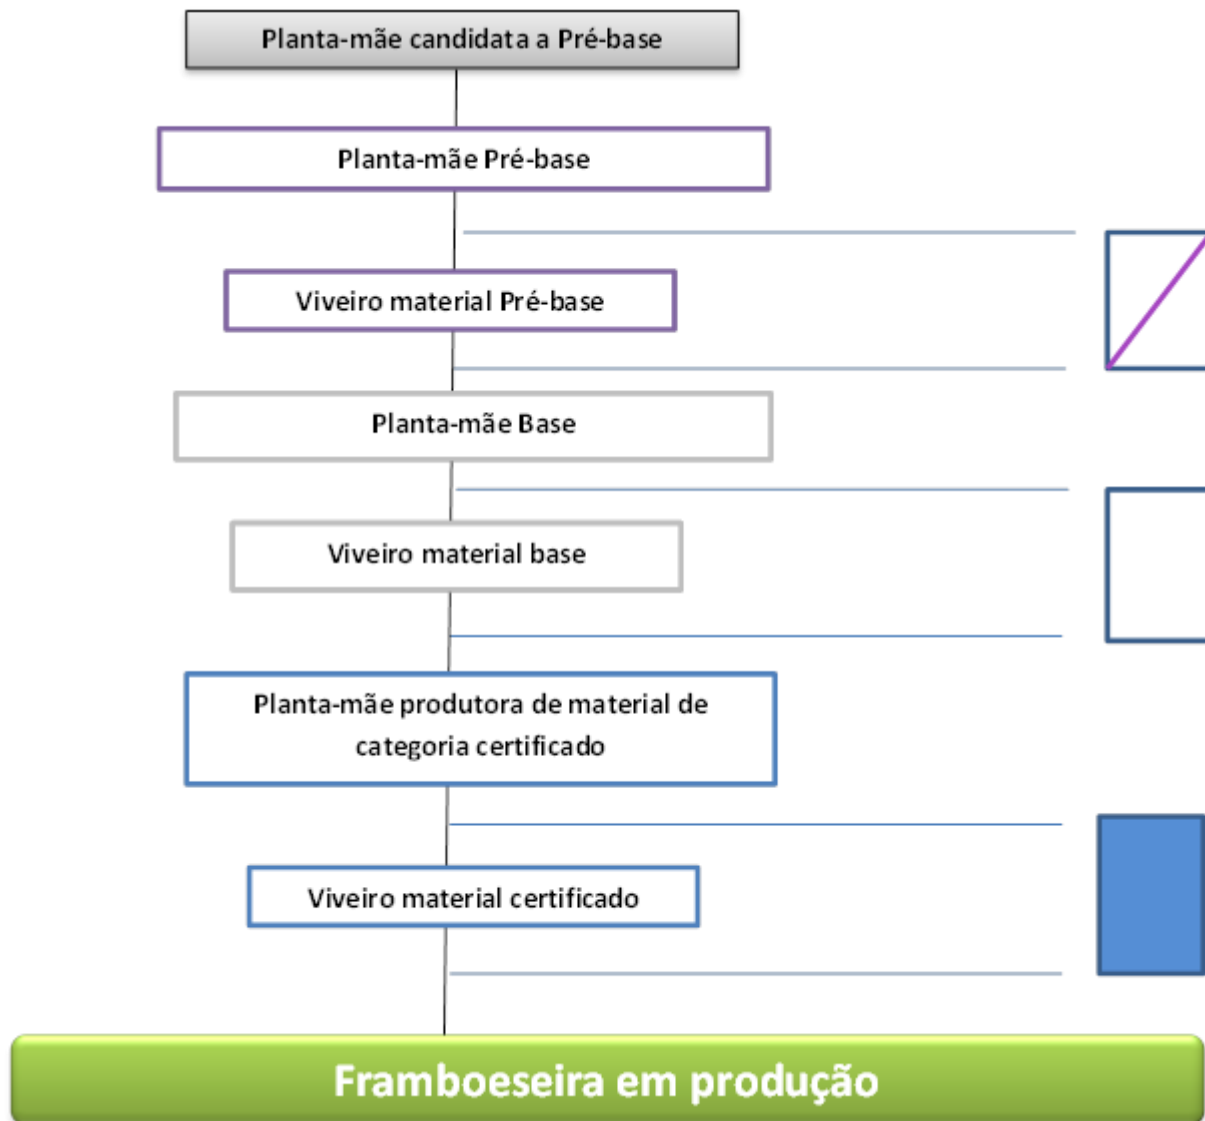 Planta-mãe candidata a Pré-base
Planta-mãe Pré-base
Viveiro material Pré-base
Planta-mãe Base
Viveiro material base
Planta-mãe produtora de material de
categoria certificado
Viveiro material certificado
Framboeseira em produção